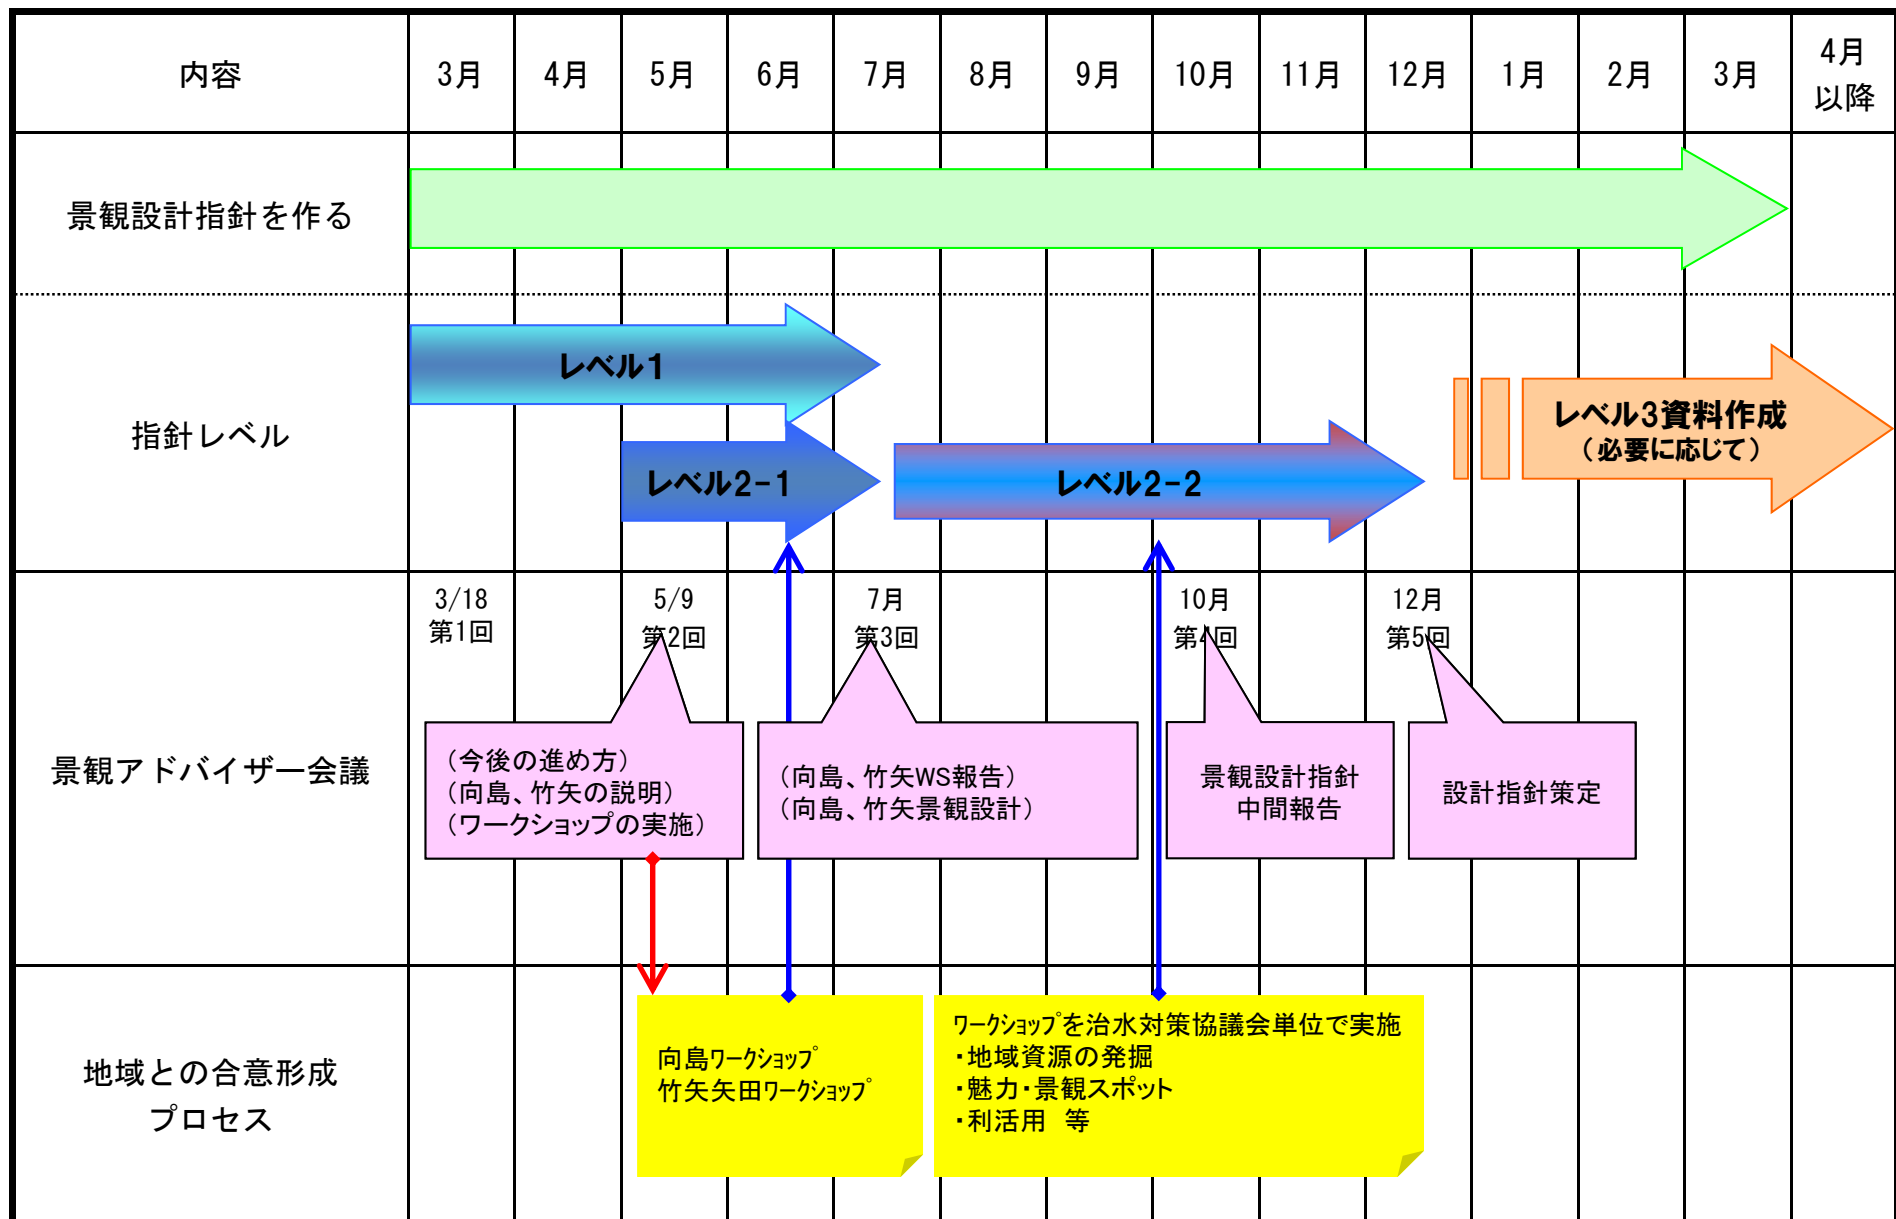 内容
3月
4月
5月
6月
7月
8月
9月
10月
11月
12月
1月
2月
3月
4月
以降
景観設計指針を作る
指針レベル
レベル1
レベル2-1
レベル2-2
レベル3資料作成
（必要に応じて）
景観アドバイザー会議
3/18
第1回
5/9
第2回
7月
第3回
10月
第4回
12月
第5回
（今後の進め方）
（向島、竹矢の説明）
（ワークショップの実施）
（向島、竹矢WS報告）
（向島、竹矢景観設計）
景観設計指針
中間報告
設計指針策定
地域との合意形成
プロセス
向島ﾜｰｸｼｮｯﾌﾟ
竹矢矢田ﾜｰｸｼｮｯﾌﾟ
ﾜｰｸｼｮｯﾌﾟを治水対策協議会単位で実施
・地域資源の発掘
・魅力・景観スポット
・利活用　等